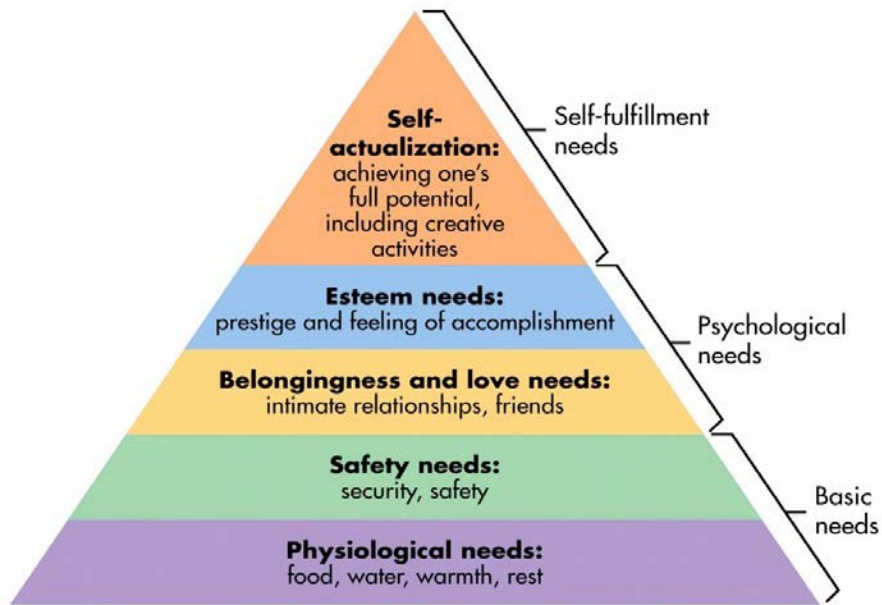 Self-
actualization:
achieving one's
full potential,
including creative
activities
Self-fulfillment
needs
Esteem needs:
prestige and feeling of accomplishment
Psychological
needs
Belongingness and love needs:
intimate relationships, friends
Safety needs:
security, safety
Basic
needs
Physiological needs:
food, water, warmth, rest